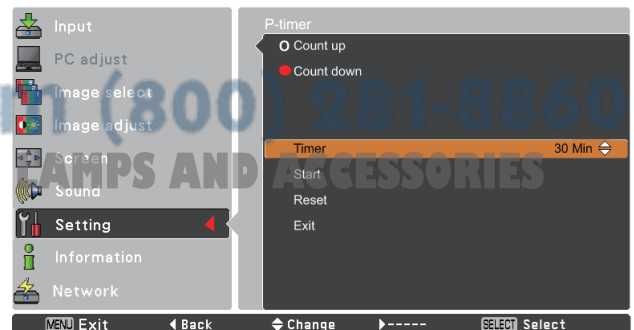 Input
PC adjust
Image select
Image adjust
Screen
Sound
Setting
Information
Network
P-timer
O Count up
Count down
Timer 30 Min
Start
Reset
Exit
m (800) 281-8860
LAMPS AND ACCESSORIES
MENU Exit Back Change ----- SELECT Select